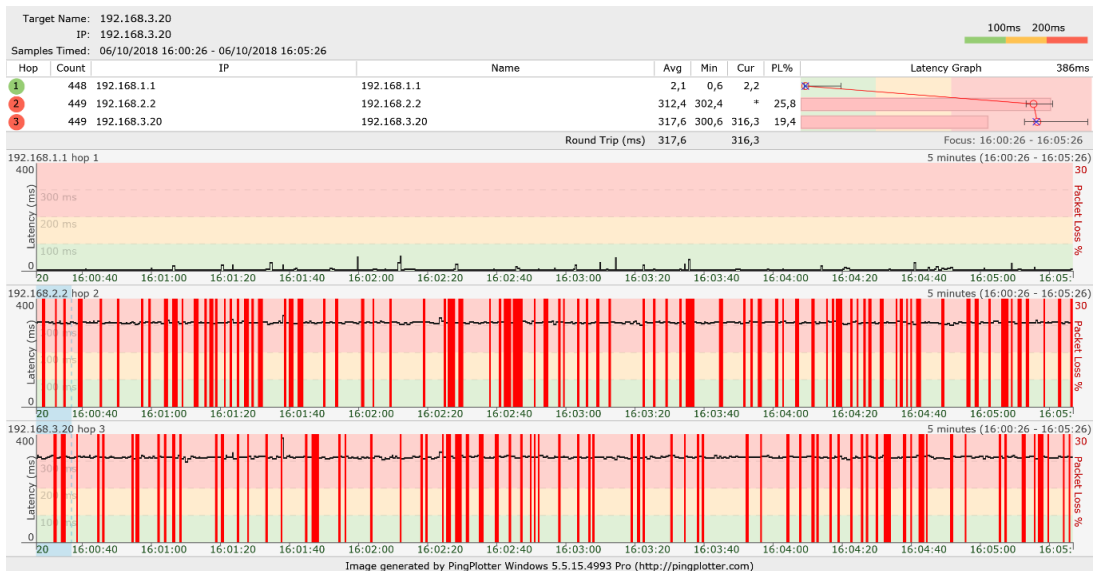 Target Name: 192.168.3.20
IP: 192.168.3.20
Samples Timed: 06/10/2018 16:00:26 - 06/10/2018 16:05:26
100ms 200ms
Hop Count IP Name Avg Min Cur PL% Latency Graph 386ms
1 448 192.168.1.1 192.168.1.1 2,1 0,6 2,2
2 449 192.168.2.2 192.168.2.2 312,4 302,4 * 25,8
3 449 192.168.3.20 192.168.3.20 317,6 300,6 316,3 19,4
Round Trip (ms) 317,6 316,3 Focus: 16:00:26 - 16:05:26
192.168.1.1 hop 1 5 minutes (16:00:26 - 16:05:26)
400 30
300 ms
200 ms
100 ms
0
Latency (ms)
Packet Loss %
20 16:00:40 16:01:00 16:01:20 16:01:40 16:02:00 16:02:20 16:02:40 16:03:00 16:03:20 16:03:40 16:04:00 16:04:20 16:04:40 16:05:00 16:05:
192.168.2.2 hop 2 5 minutes (16:00:26 - 16:05:26)
400 30
0
Latency (ms)
Packet Loss %
20 16:00:40 16:01:00 16:01:20 16:01:40 16:02:00 16:02:20 16:02:40 16:03:00 16:03:20 16:03:40 16:04:00 16:04:20 16:04:40 16:05:00 16:05:
192.168.3.20 hop 3 5 minutes (16:00:26 - 16:05:26)
400 30
300 ms
0
Latency (ms)
Packet Loss %
20 16:00:40 16:01:00 16:01:20 16:01:40 16:02:00 16:02:20 16:02:40 16:03:00 16:03:20 16:03:40 16:04:00 16:04:20 16:04:40 16:05:00 16:05:
Image generated by PingPlotter Windows 5.5.15.4993 Pro (http://pingplotter.com)